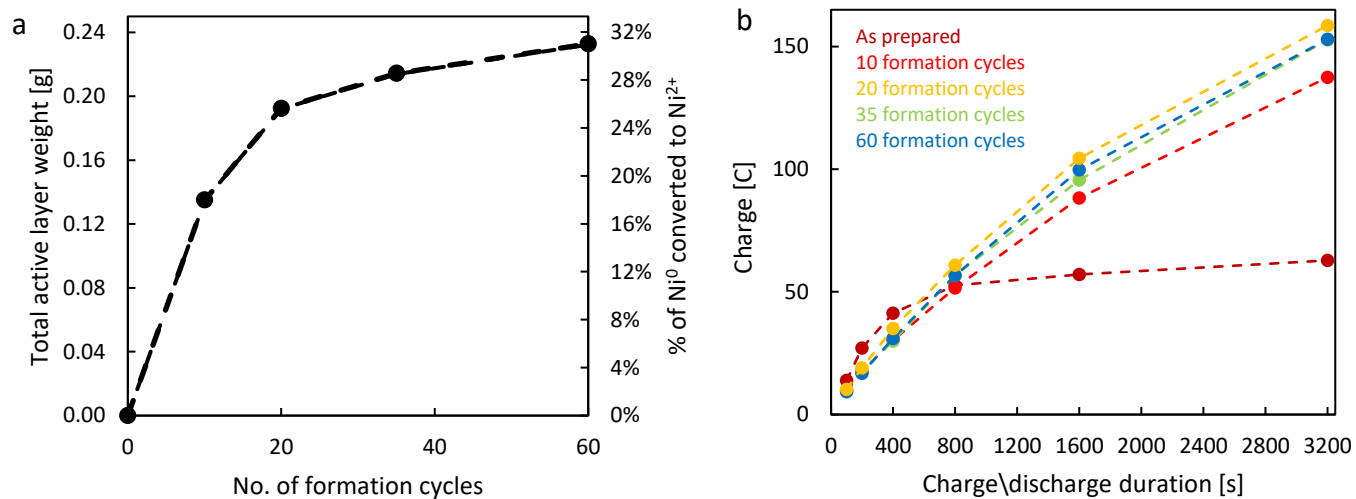 a
Total active layer weight [g]
0.24
0.20
0.16
0.12
0.08
0.04
0.00
0
20
40
60
No. of formation cycles
32%
28%
24%
20%
16%
12%
8%
4%
0%
% of Ni⁰ converted to Ni²⁺
b
As prepared
10 formation cycles
20 formation cycles
35 formation cycles
60 formation cycles
Charge [C]
150
100
50
0
0 400 800 1200 1600 2000 2400 2800 3200
Charge\discharge duration [s]